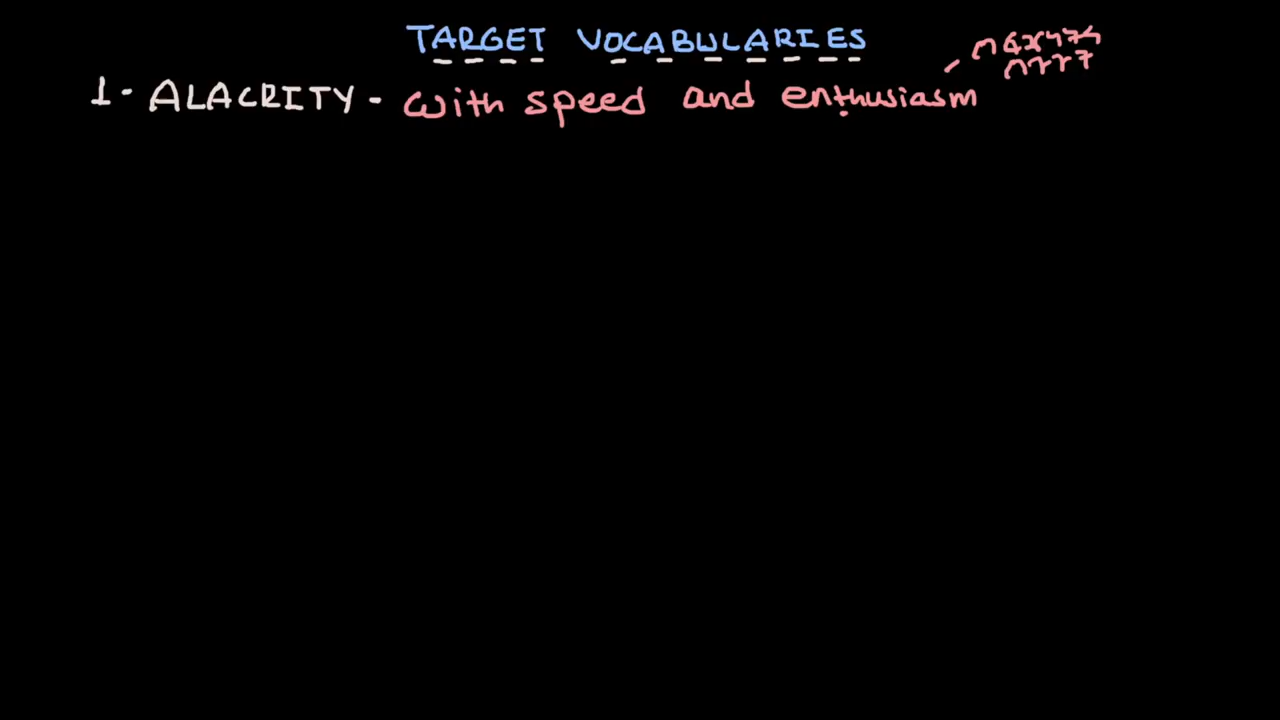 TARGET VOCABULARIES
1- ALACRITY - with speed and enthusiasm